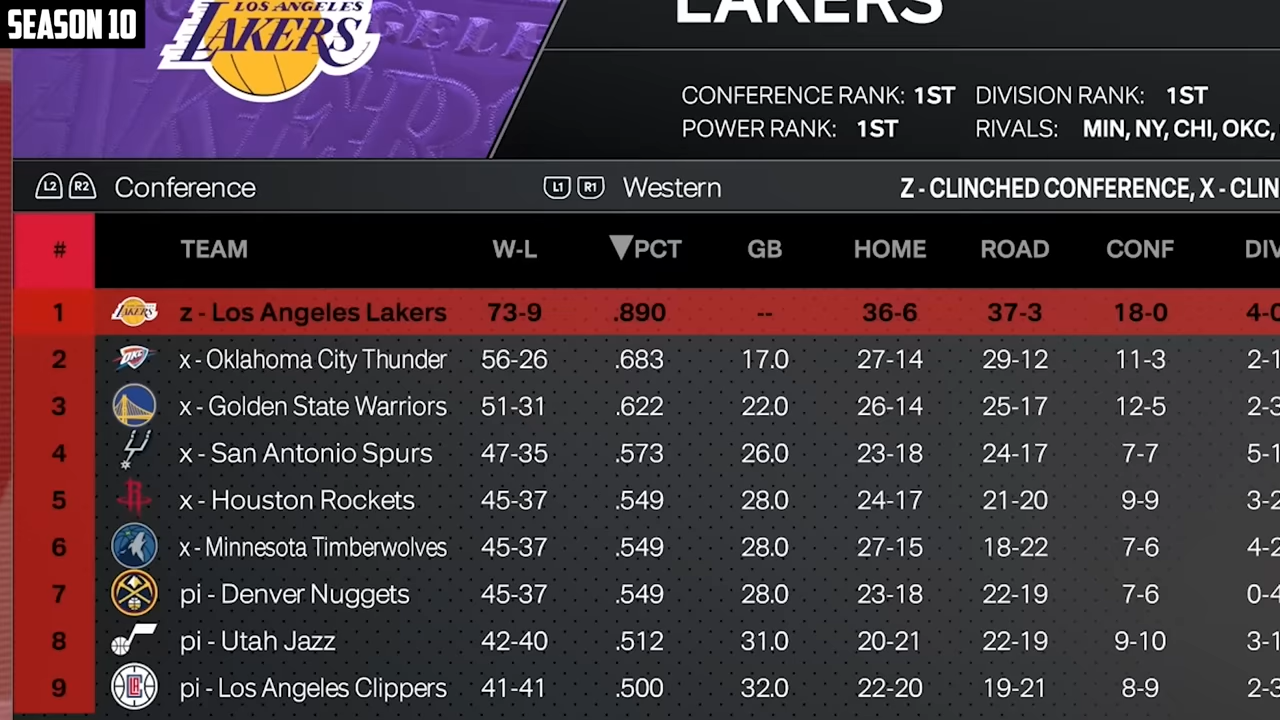 SEASON 10
LOS ANGELES
LAKERS
LAKERS
CONFERENCE RANK: 1ST DIVISION RANK: 1ST
POWER RANK: 1ST RIVALS: MIN, NY, CHI, OKC,
L2 R2 Conference L1 R1 Western Z - CLINCHED CONFERENCE, X - CLIN
# TEAM W-L PCT GB HOME ROAD CONF DIV
1 z - Los Angeles Lakers 73-9 .890 -- 36-6 37-3 18-0 4-0
2 x - Oklahoma City Thunder 56-26 .683 17.0 27-14 29-12 11-3 2-1
3 x - Golden State Warriors 51-31 .622 22.0 26-14 25-17 12-5 2-3
4 x - San Antonio Spurs 47-35 .573 26.0 23-18 24-17 7-7 5-1
5 x - Houston Rockets 45-37 .549 28.0 24-17 21-20 9-9 3-2
6 x - Minnesota Timberwolves 45-37 .549 28.0 27-15 18-22 7-6 4-2
7 pi - Denver Nuggets 45-37 .549 28.0 23-18 22-19 7-6 0-4
8 pi - Utah Jazz 42-40 .512 31.0 20-21 22-19 9-10 3-1
9 pi - Los Angeles Clippers 41-41 .500 32.0 22-20 19-21 8-9 2-3